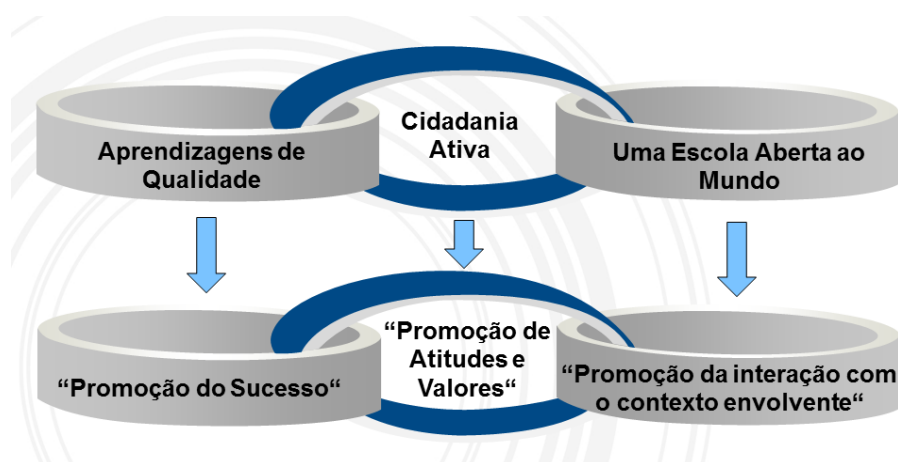 Aprendizagens de
Qualidade
Cidadania
Ativa
Uma Escola Aberta ao
Mundo
“Promoção do Sucesso“
“Promoção de
Atitudes e
Valores“
“Promoção da interação com
o contexto envolvente“